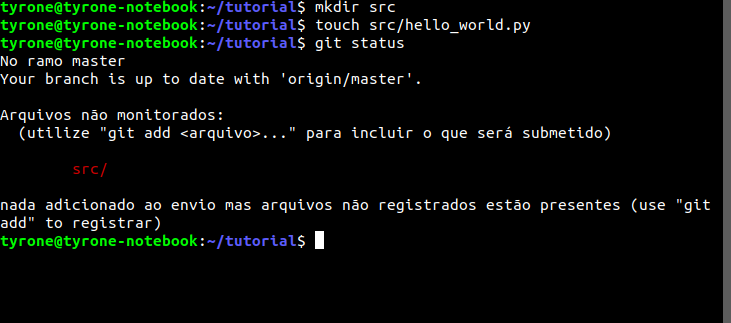 tyrone@tyrone-notebook:~/tutorial$ mkdir src
tyrone@tyrone-notebook:~/tutorial$ touch src/hello_world.py
tyrone@tyrone-notebook:~/tutorial$ git status
No ramo master
Your branch is up to date with 'origin/master'.
Arquivos não monitorados:
  (utilize "git add <arquivo>..." para incluir o que será submetido)
        src/
nada adicionado ao envio mas arquivos não registrados estão presentes (use "git
add" to registrar)
tyrone@tyrone-notebook:~/tutorial$